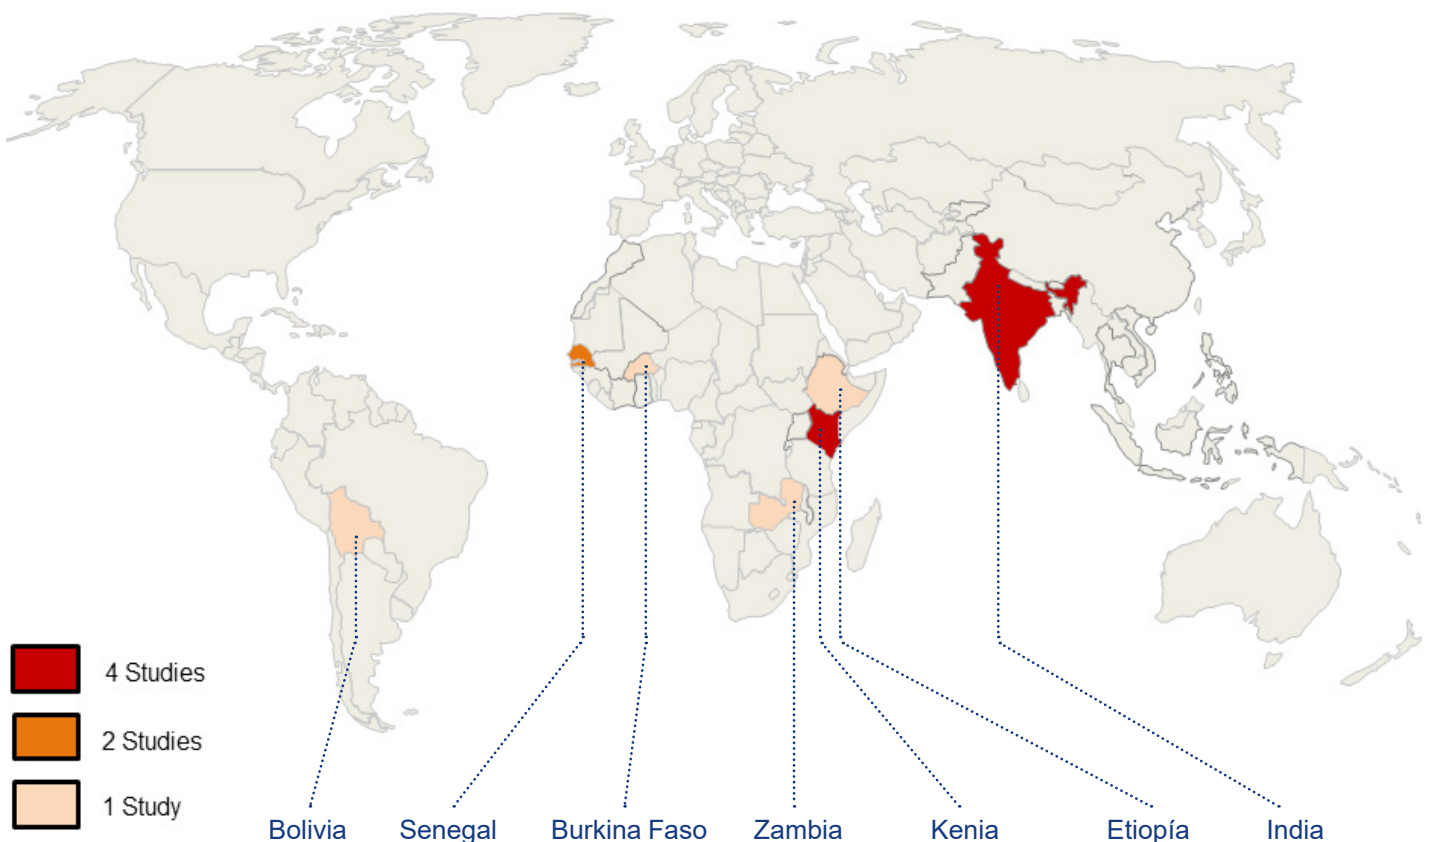 4 Studies
2 Studies
1 Study
Bolivia
Senegal
Burkina Faso
Zambia
Kenia
Etiopía
India